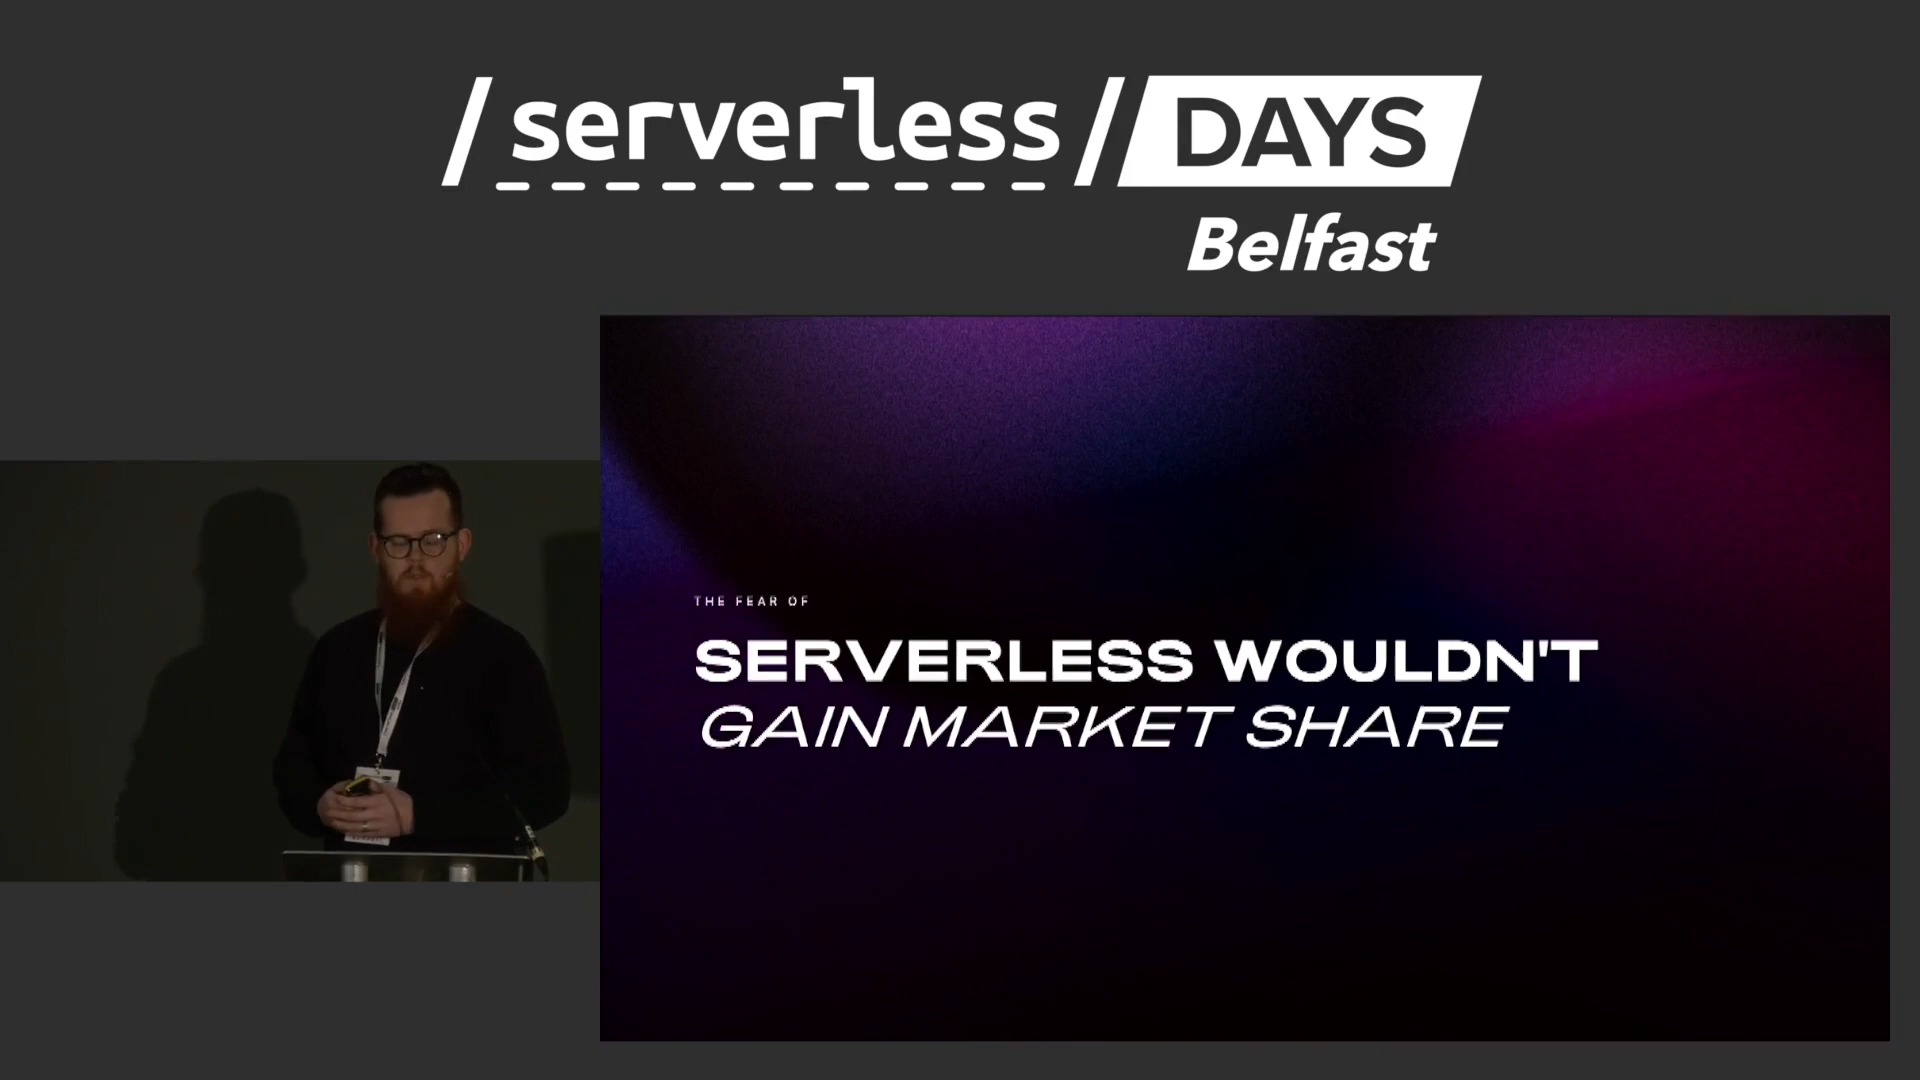 /serverless/DAYS
Belfast
THE FEAR OF
SERVERLESS WOULDN'T
GAIN MARKET SHARE